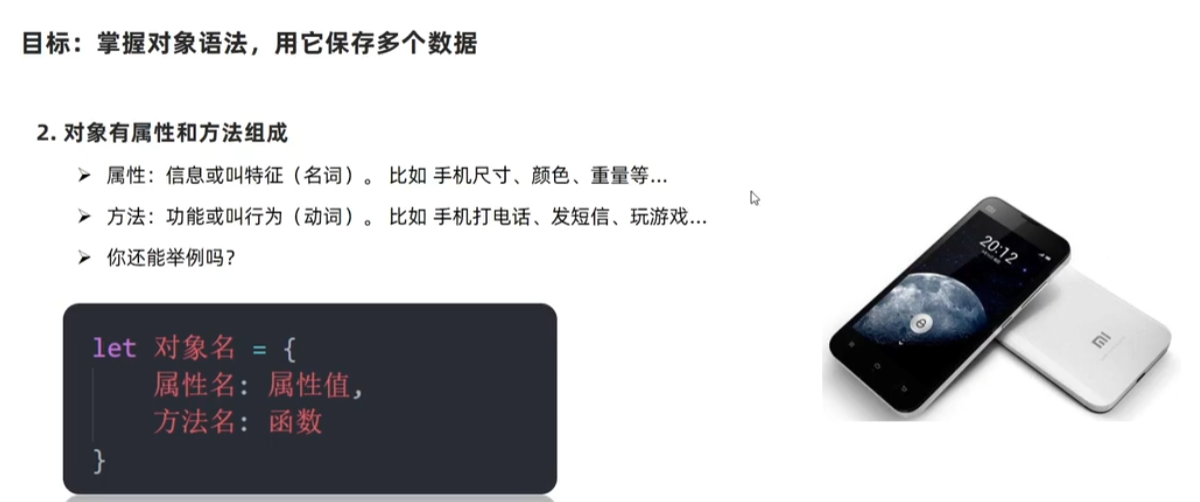 目标：掌握对象语法，用它保存多个数据
2. 对象有属性和方法组成
➢ 属性：信息或叫特征（名词）。 比如 手机尺寸、颜色、重量等…
➢ 方法：功能或叫行为（动词）。 比如 手机打电话、发短信、玩游戏…
➢ 你还能举例吗？
let 对象名 = {
属性名: 属性值,
方法名: 函数
}
20:12